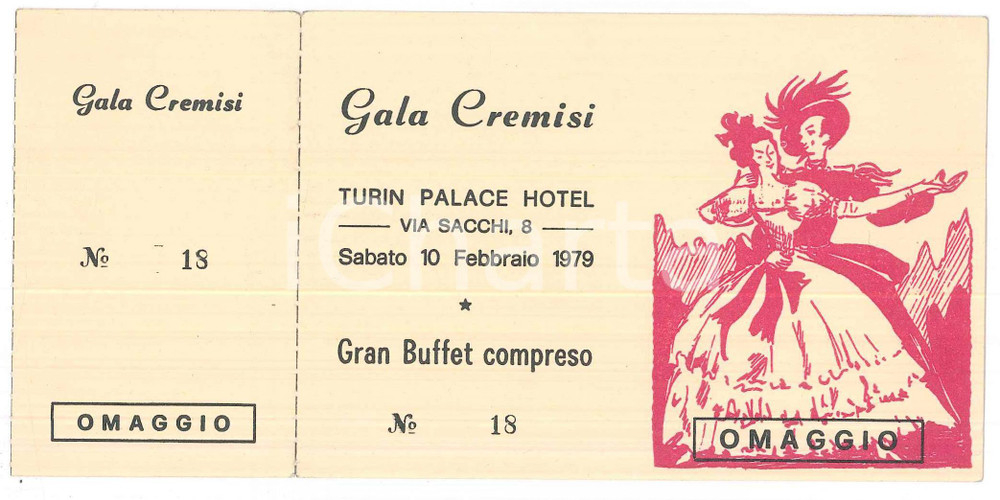 Gala Cremisi
№ 18
OMAGGIO
Gala Cremisi
TURIN PALACE HOTEL
VIA SACCHI, 8
Sabato 10 Febbraio 1979
★
Gran Buffet compreso
№ 18
OMAGGIO
iCharta